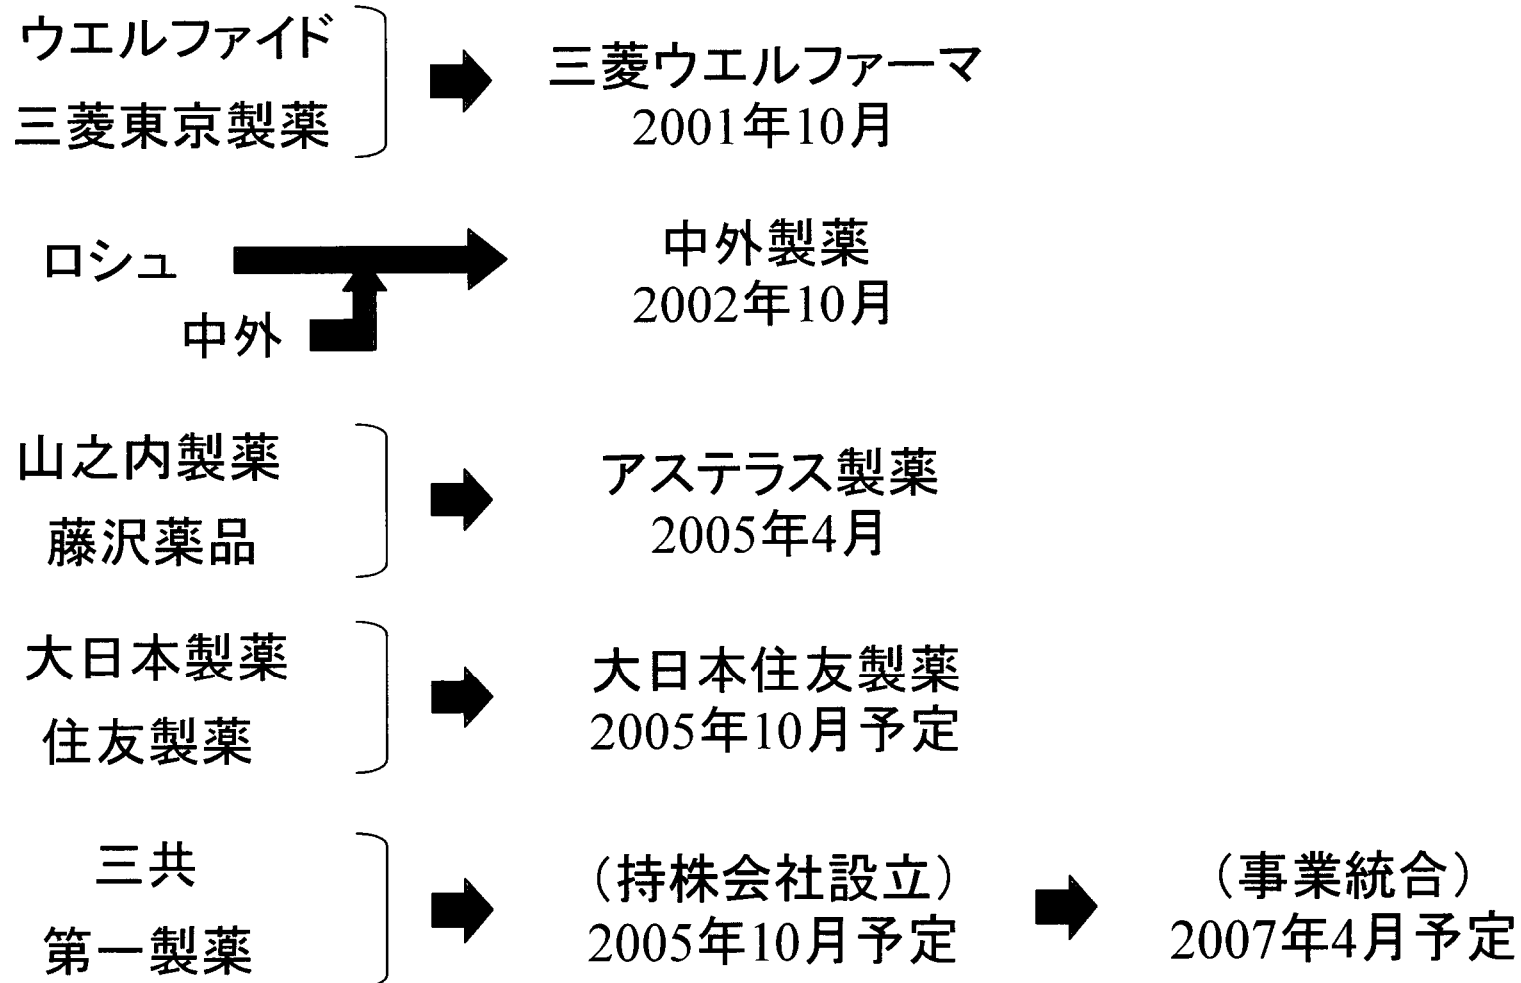 ウエルファイド
三菱東京製薬
三菱ウエルファーマ
2001年10月
ロシュ
中外
中外製薬
2002年10月
山之内製薬
藤沢薬品
アステラス製薬
2005年4月
大日本製薬
住友製薬
大日本住友製薬
2005年10月予定
三共
第一製薬
（持株会社設立）
2005年10月予定
（事業統合）
2007年4月予定